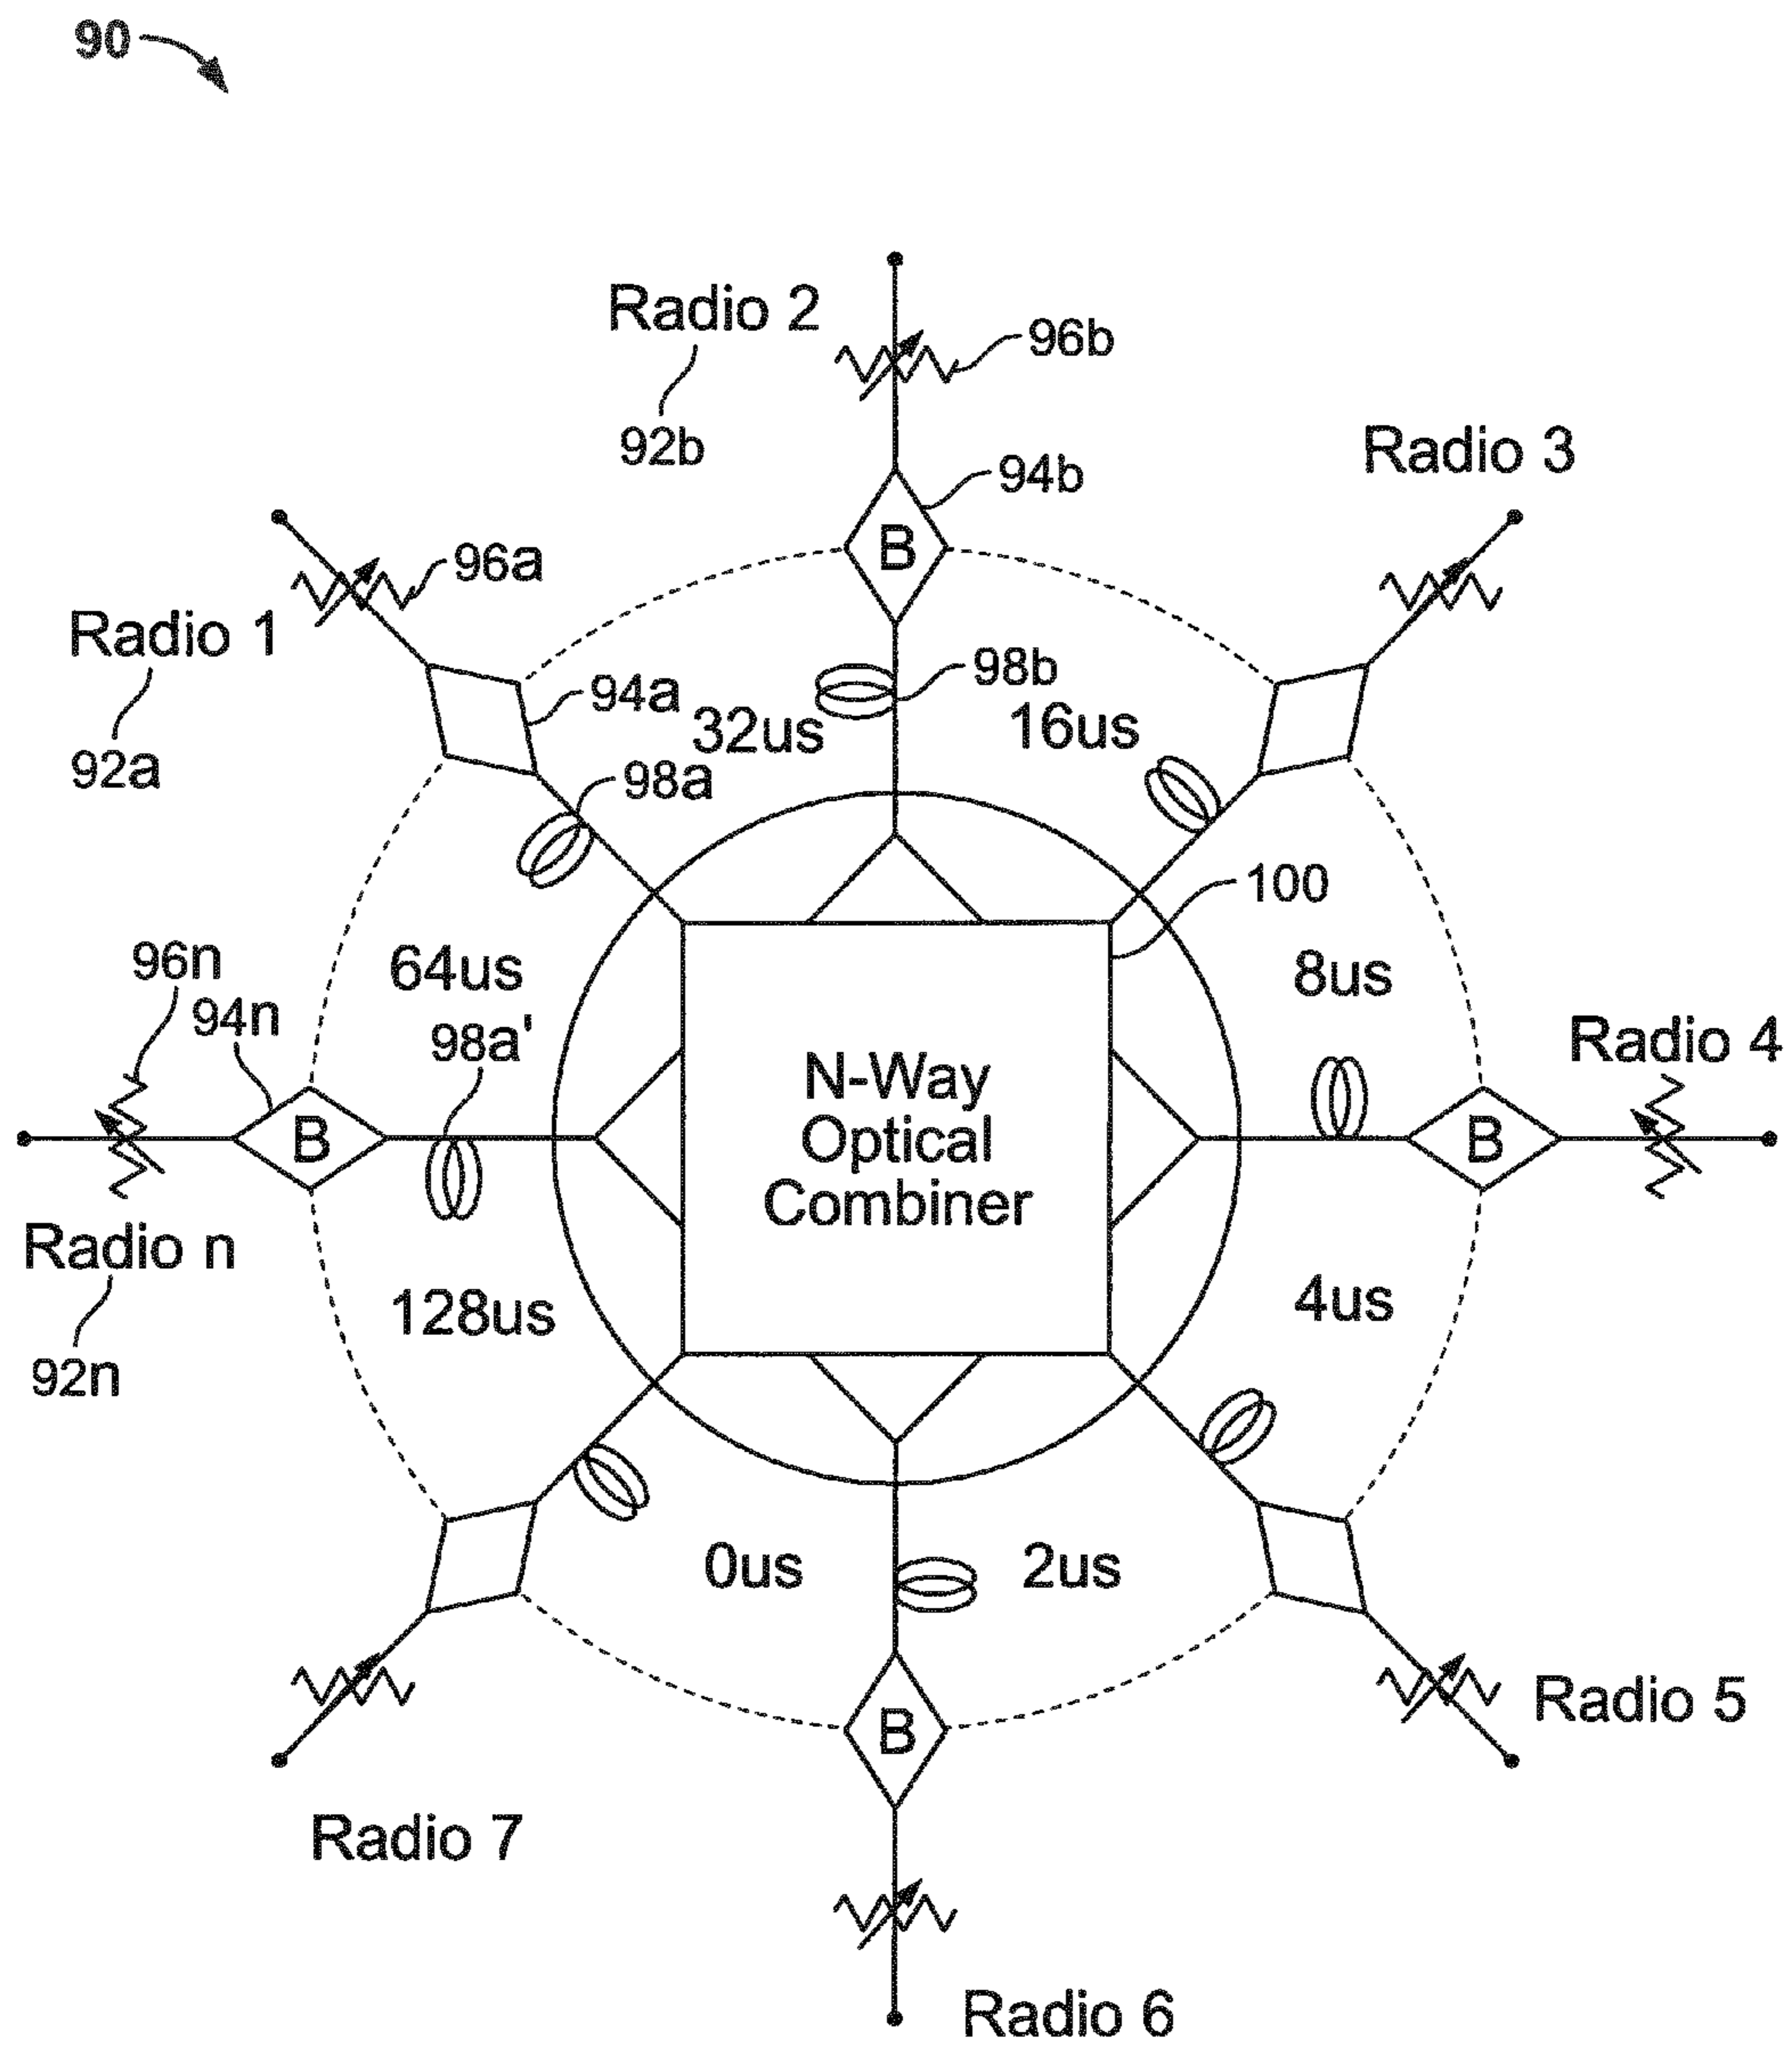 90
Radio 2
96b
92b
Radio 3
94b
B
96a
Radio 1
98b
94a
32us
16us
92a
98a
100
96n
64us
8us
94n
98a'
Radio 4
N-Way
Optical
Combiner
B
B
Radio n
128us
4us
92n
0us
2us
B
Radio 5
Radio 7
Radio 6